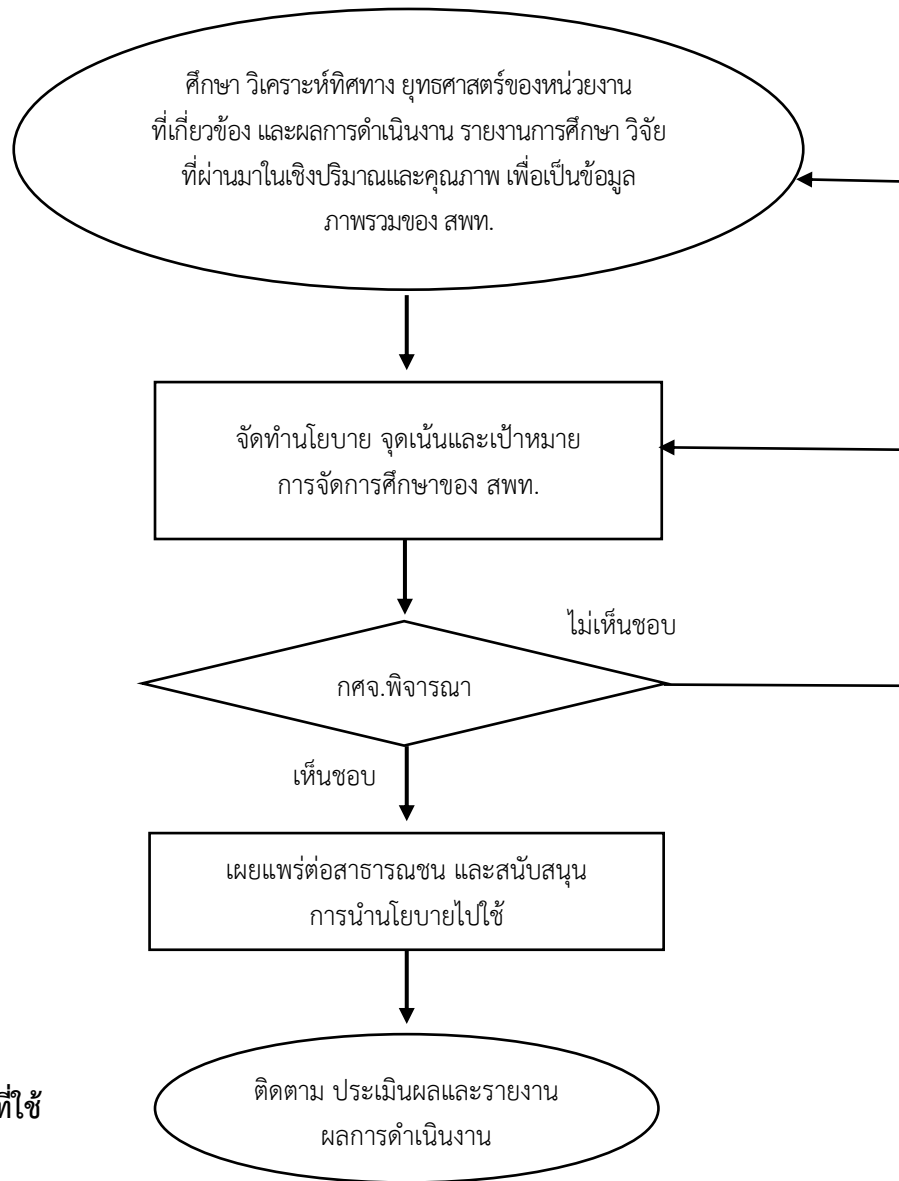 ศึกษา วิเคราะห์ทิศทาง ยุทธศาสตร์ของหน่วยงาน
ที่เกี่ยวข้อง และผลการดำเนินงาน รายงานการศึกษา วิจัย
ที่ผ่านมาในเชิงปริมาณและคุณภาพ เพื่อเป็นข้อมูล
ภาพรวมของ สพท.
จัดทำนโยบาย จุดเน้นและเป้าหมาย
การจัดการศึกษาของ สพท.
ไม่เห็นชอบ
กศจ.พิจารณา
เห็นชอบ
เผยแพร่ต่อสาธารณชน และสนับสนุน
การนำนโยบายไปใช้
ติดตาม ประเมินผลและรายงาน
ผลการดำเนินงาน
ที่ใช้